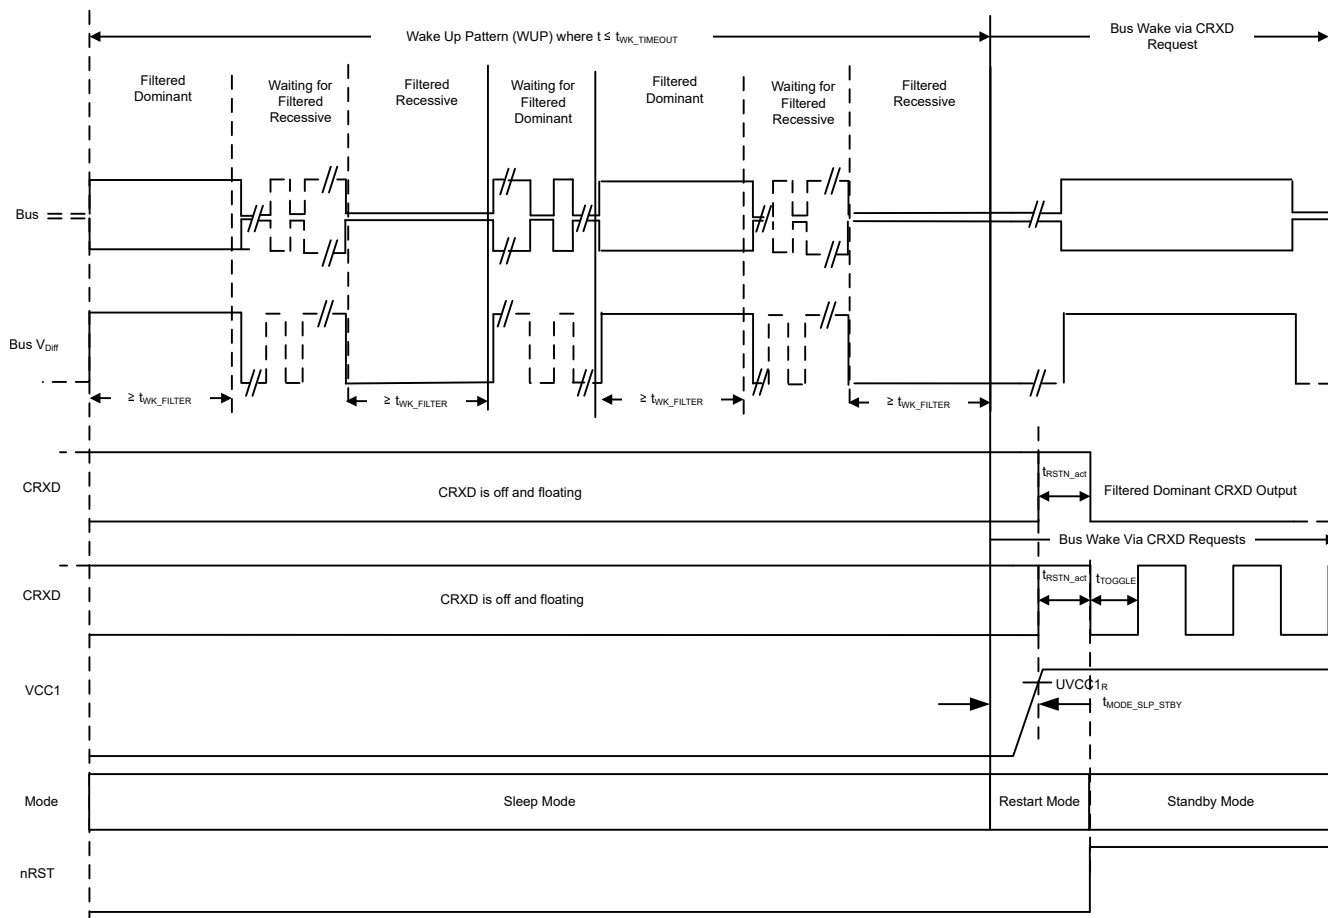 Wake Up Pattern (WUP) where t ≤ tWK_TIMEOUT
Bus Wake via CRXD
Request
Filtered
Dominant
Waiting for
Filtered
Recessive
Filtered
Recessive
Waiting for
Filtered
Dominant
Filtered
Dominant
Waiting for
Filtered
Recessive
Filtered
Recessive
Bus
Bus VDiff
≥ tWK_FILTER
≥ tWK_FILTER
≥ tWK_FILTER
≥ tWK_FILTER
CRXD
CRXD is off and floating
tRSTN_act
Filtered Dominant CRXD Output
Bus Wake Via CRXD Requests
CRXD
CRXD is off and floating
tRSTN_act
tTOGGLE
VCC1
UVCC1R
tMODE_SLP_STBY
Mode
Sleep Mode
Restart Mode
Standby Mode
nRST